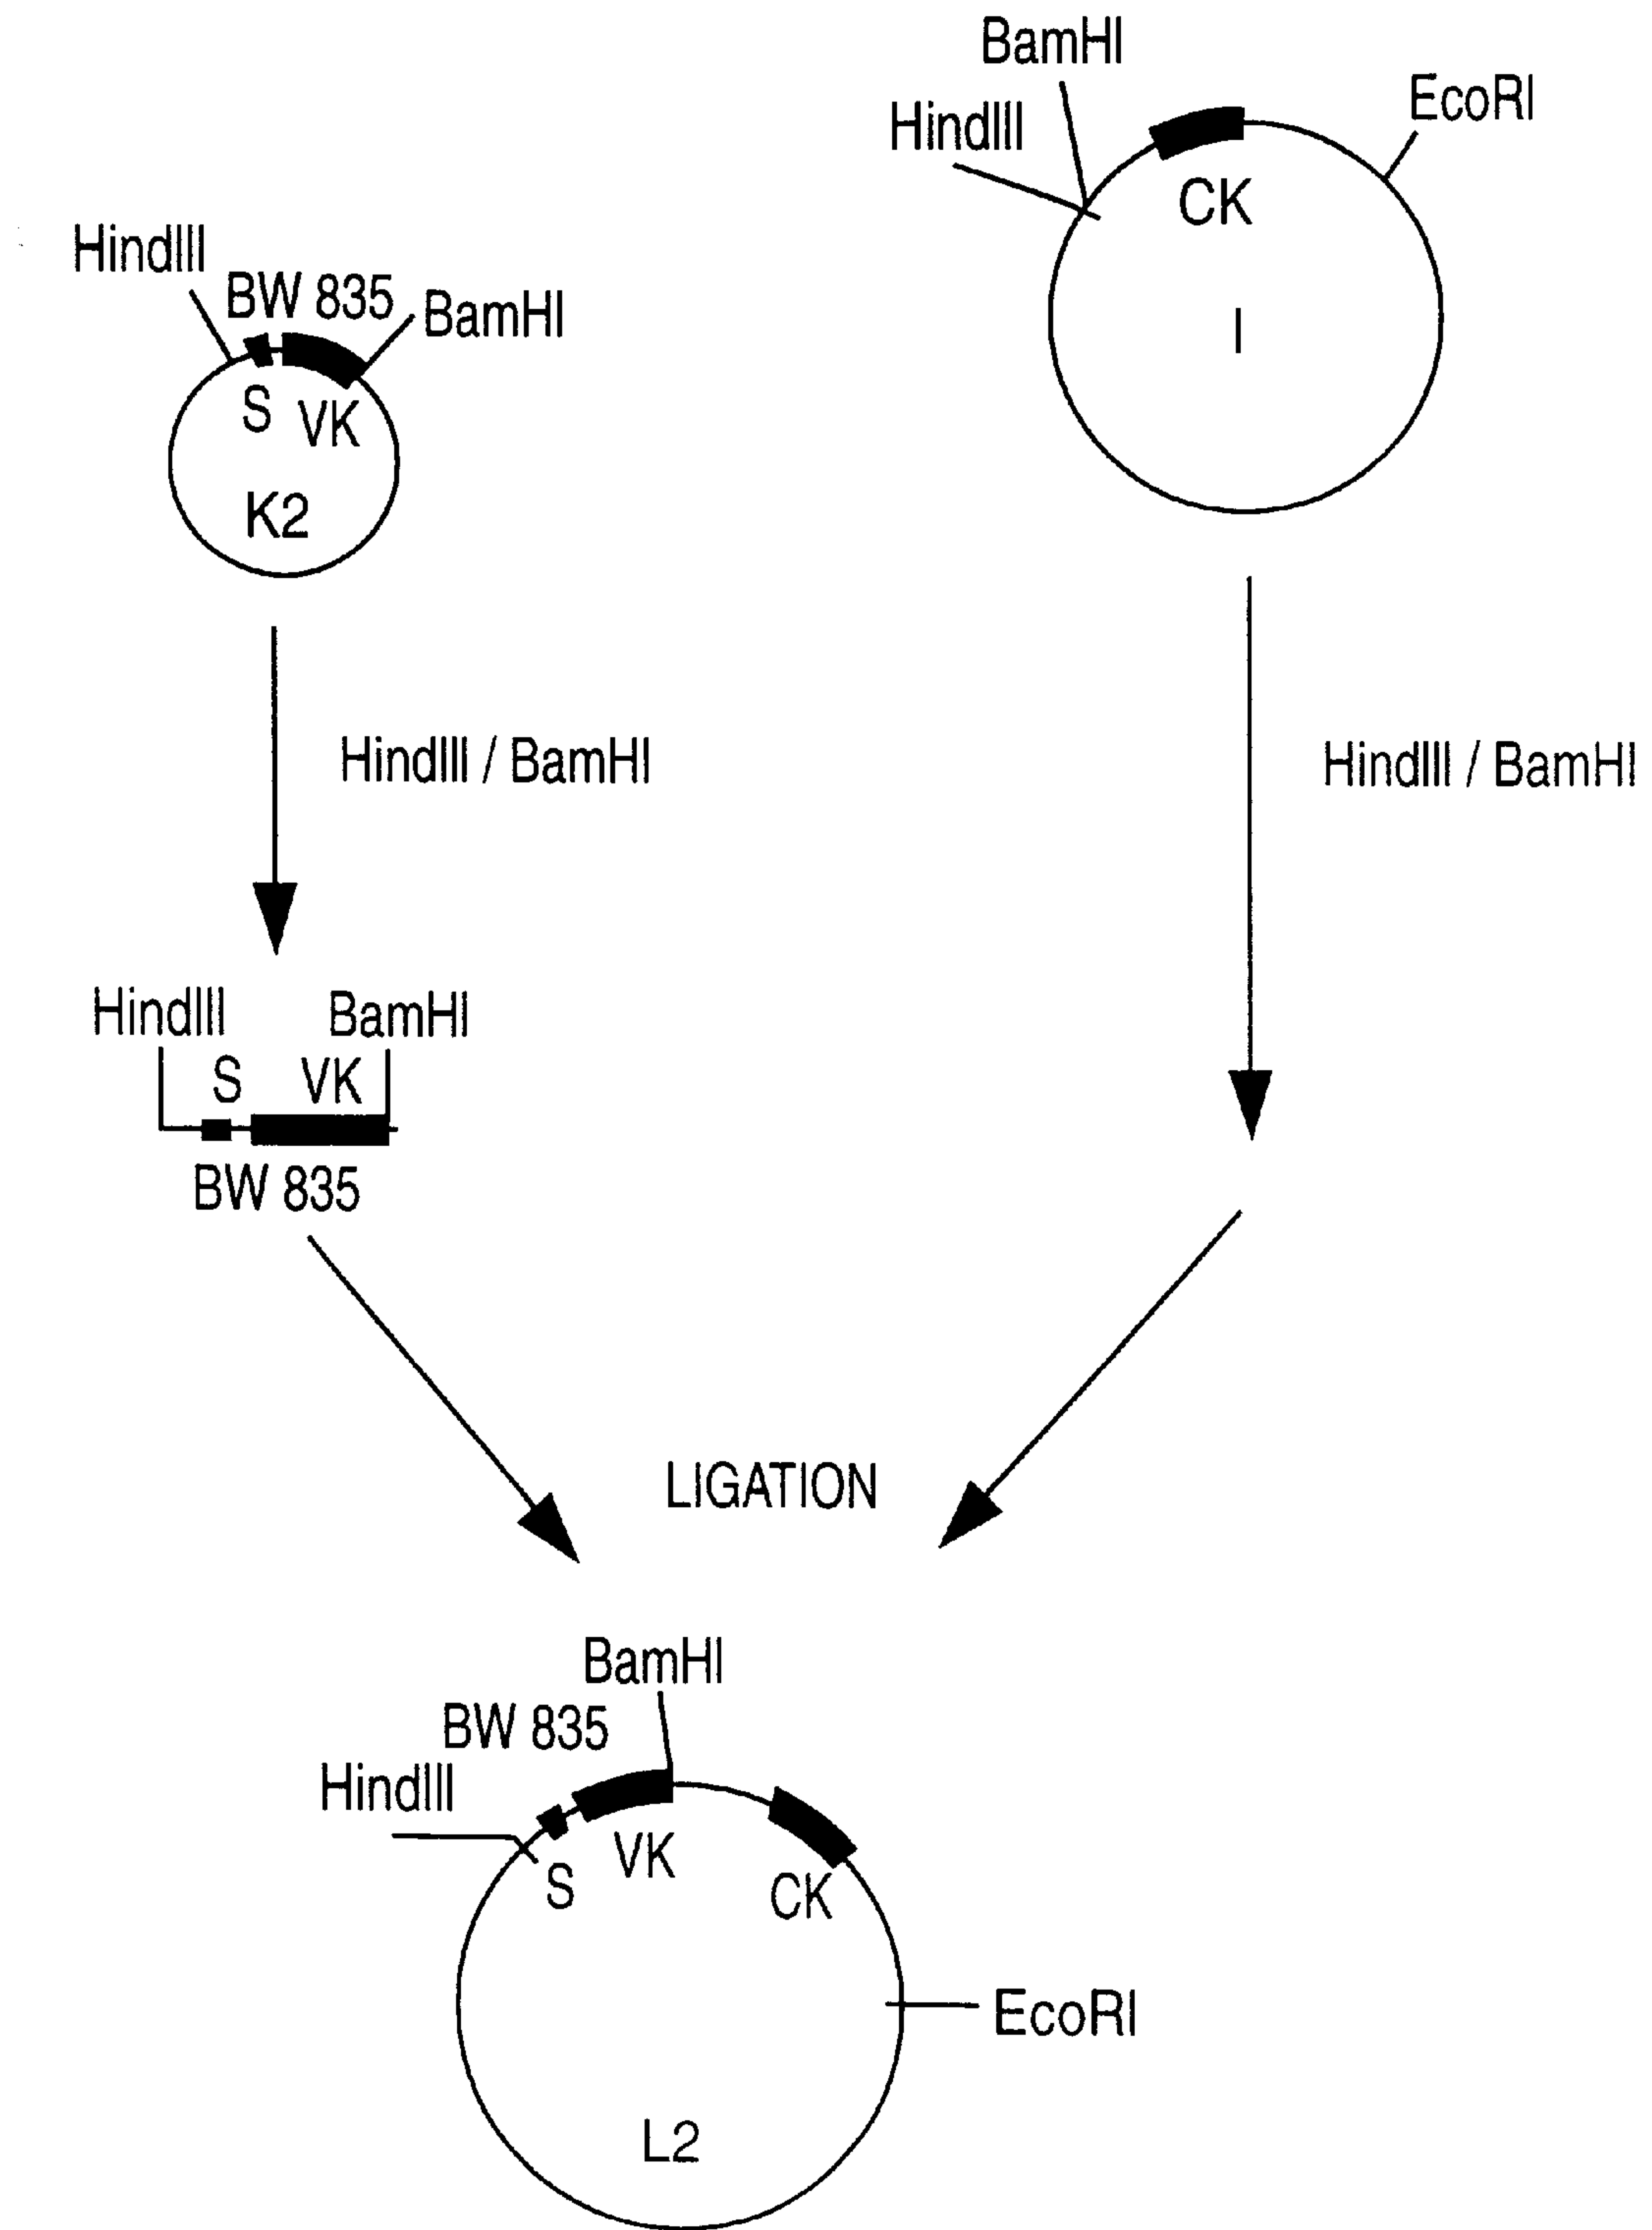 BamHI
HindIII
EcoRI
CK
I
HindIII
BW 835
BamHI
S
VK
K2
HindIII / BamHI
HindIII / BamHI
HindIII
BamHI
S
VK
BW 835
LIGATION
BamHI
BW 835
HindIII
S
VK
CK
EcoRI
L2